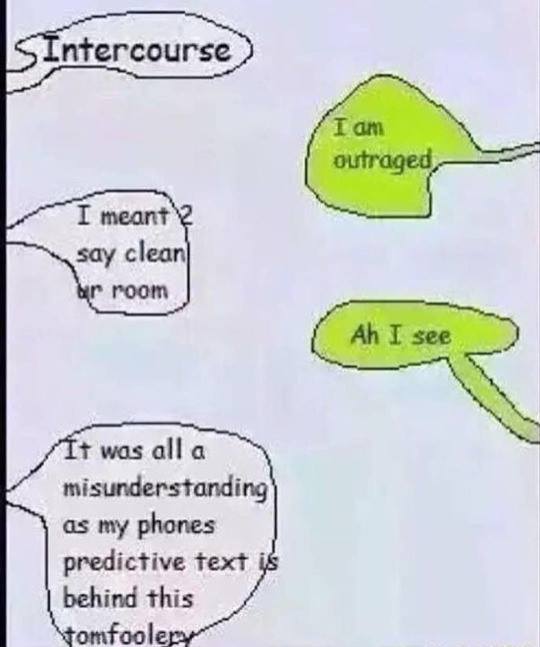 Intercourse
I am
outraged
I meant 2
say clean
ur room
Ah I see
It was all a
misunderstanding
as my phones
predictive text is
behind this
tomfoolery